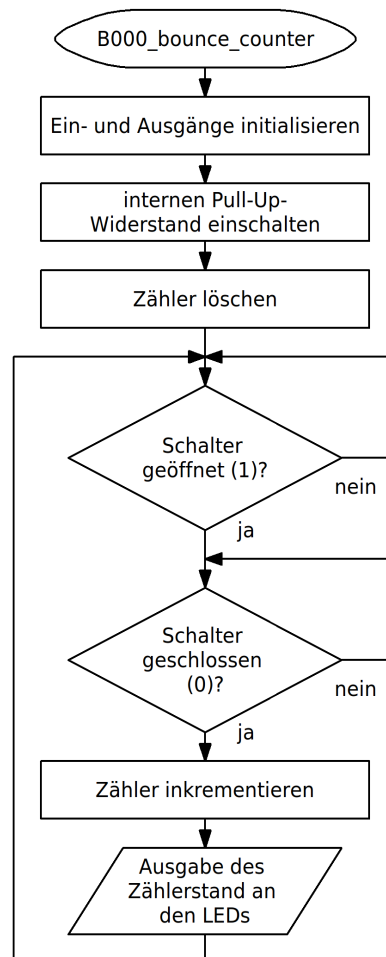 B000_bounce_counter
Ein- und Ausgänge initialisieren
internen Pull-Up-
Widerstand einschalten
Zähler löschen
Schalter
geöffnet (1)?
nein
ja
Schalter
geschlossen
(0)?
nein
ja
Zähler inkrementieren
Ausgabe des
Zählerstand an
den LEDs